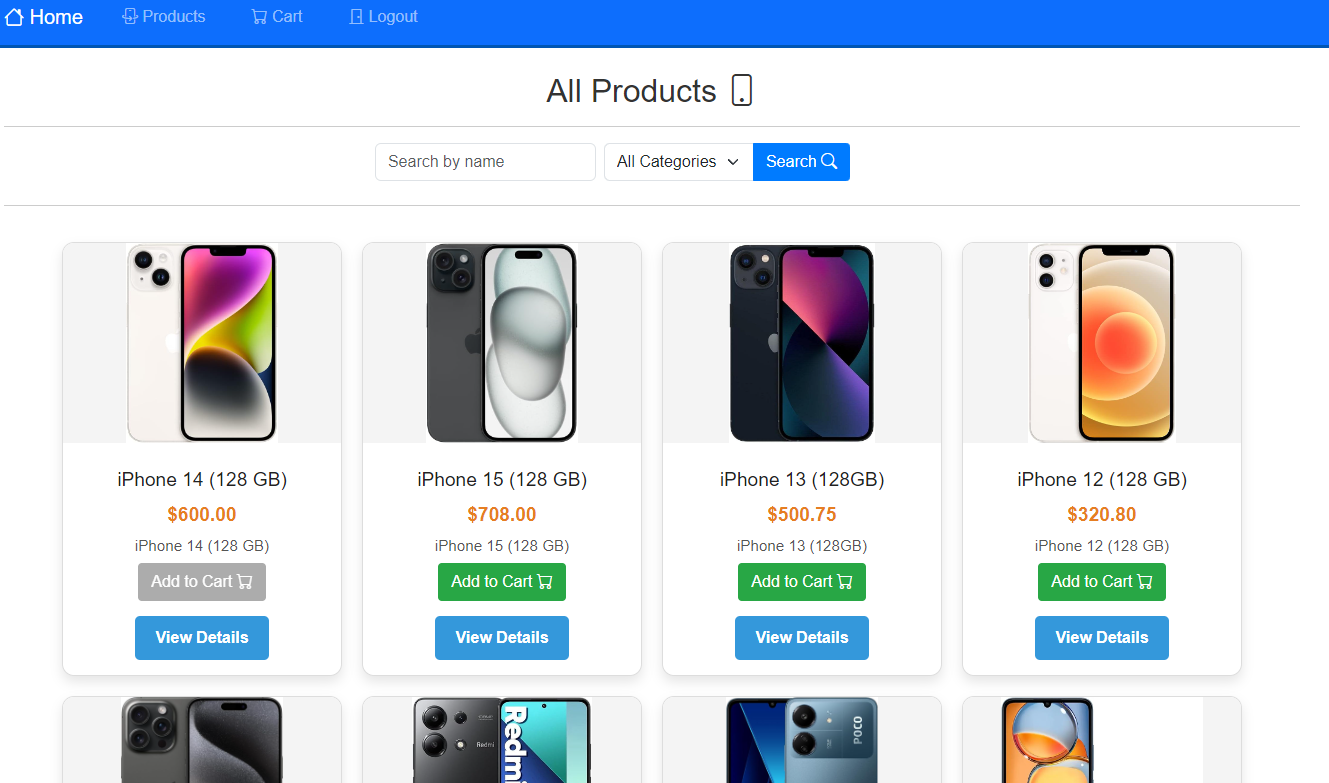 Home Products Cart Logout
All Products
Search by name All Categories Search
iPhone 14 (128 GB) iPhone 15 (128 GB) iPhone 13 (128GB) iPhone 12 (128 GB)
$600.00 $708.00 $500.75 $320.80
iPhone 14 (128 GB) iPhone 15 (128 GB) iPhone 13 (128GB) iPhone 12 (128 GB)
Add to Cart Add to Cart Add to Cart Add to Cart
View Details View Details View Details View Details
Redmi POCO